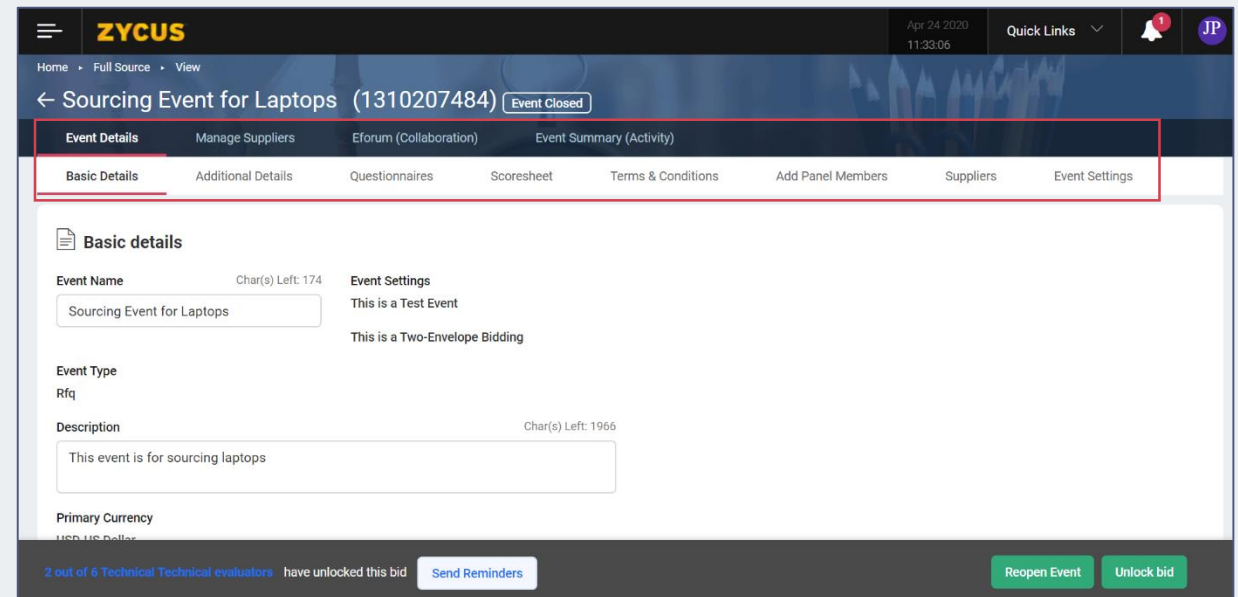 ZYCUS
Apr 24 2020
11:33:06
Quick Links
1
JP
Home ▸ Full Source ▸ View
← Sourcing Event for Laptops (1310207484) Event Closed
Event Details Manage Suppliers Eforum (Collaboration) Event Summary (Activity)
Basic Details Additional Details Questionnaires Scoresheet Terms & Conditions Add Panel Members Suppliers Event Settings
Basic details
Event Name Char(s) Left: 174
Sourcing Event for Laptops
Event Settings
This is a Test Event
This is a Two-Envelope Bidding
Event Type
Rfq
Description Char(s) Left: 1966
This event is for sourcing laptops
Primary Currency
USD-US Dollar
2 out of 6 Technical Technical evaluators have unlocked this bid Send Reminders
Reopen Event Unlock bid